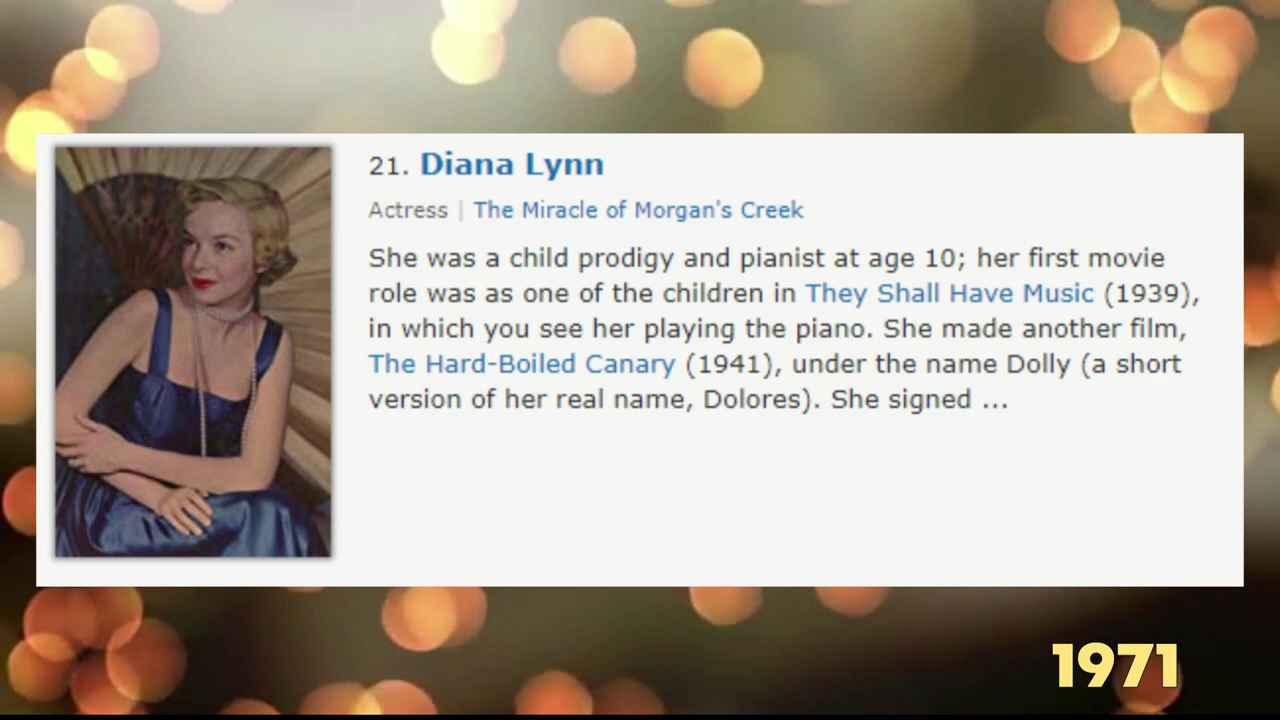 21. Diana Lynn
Actress | The Miracle of Morgan's Creek
She was a child prodigy and pianist at age 10; her first movie
role was as one of the children in They Shall Have Music (1939),
in which you see her playing the piano. She made another film,
The Hard-Boiled Canary (1941), under the name Dolly (a short
version of her real name, Dolores). She signed ...
1971